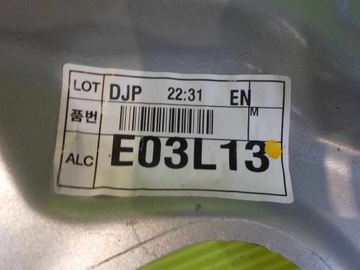 LOT DJP 22:31 EN
품번 M
ALC E03L13